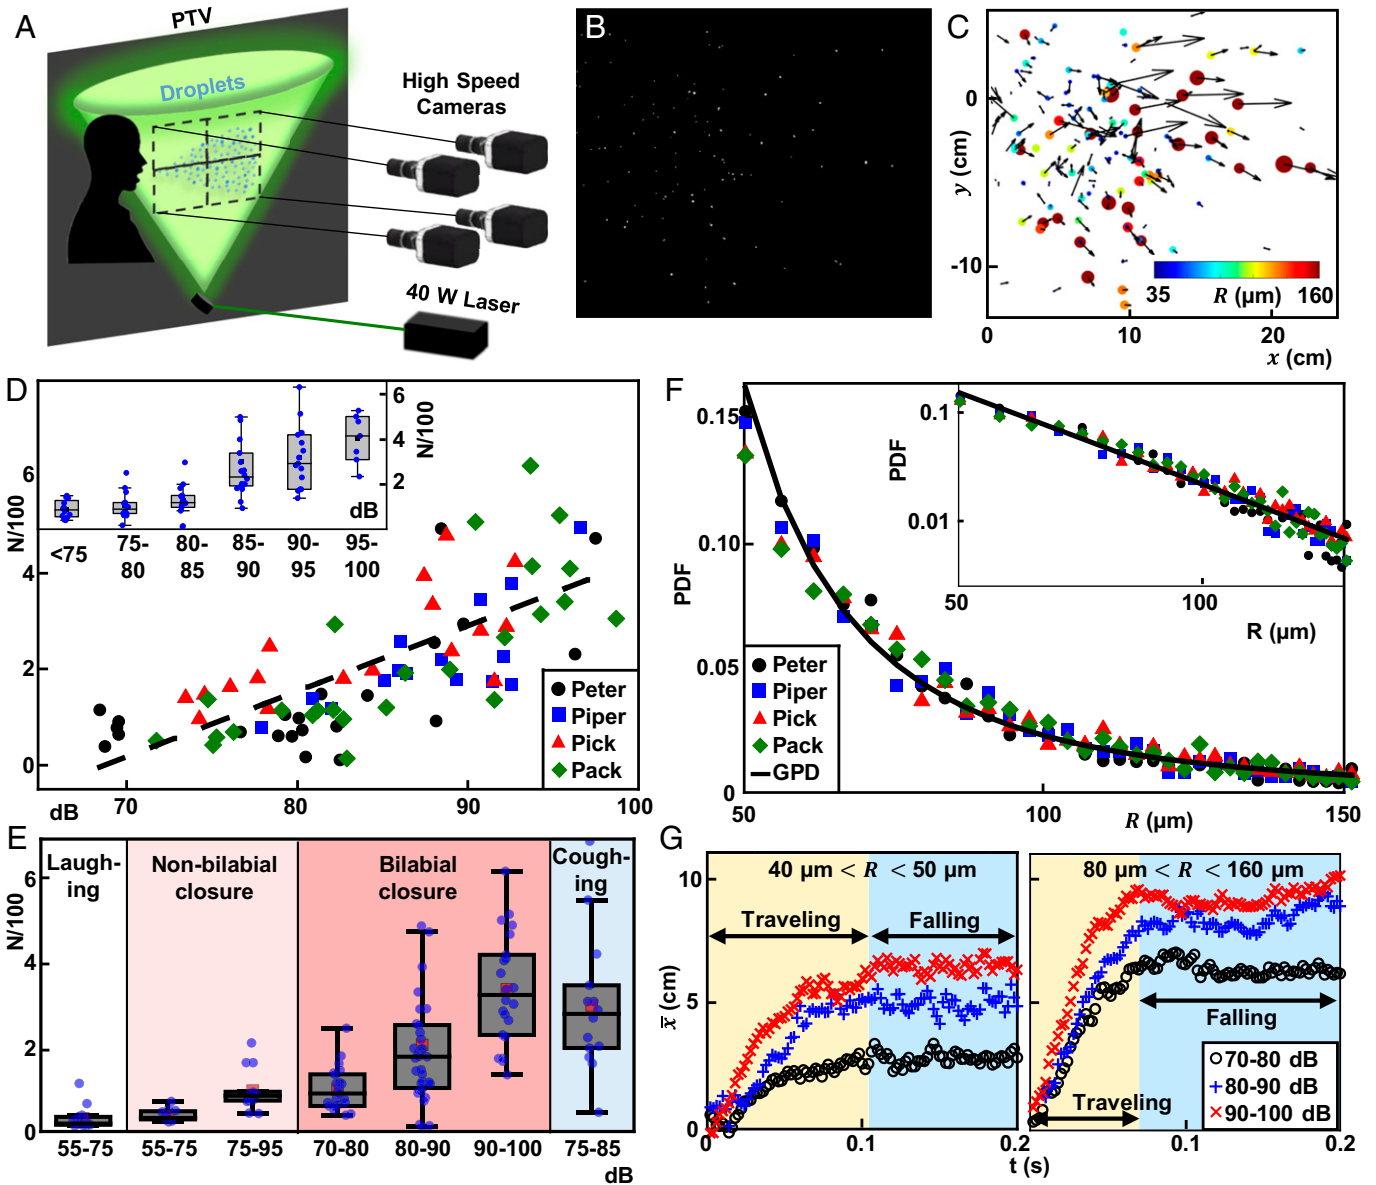 A
PTV
Droplets
High Speed
Cameras
40 W Laser
B
C
0
-10
y (cm)
35 R (µm) 160
0 10 20
x (cm)
D
N/100
6
4
2
0
6
4
2
N/100
dB
<75 75-80 80-85 85-90 90-95 95-100
Peter
Piper
Pick
Pack
dB 70 80 90 100
F
PDF
0.15
0.10
0.05
0
PDF
0.1
0.01
50 100
R (µm)
Peter
Piper
Pick
Pack
GPD
50 100 150
R (µm)
E
N/100
6
4
2
0
Laugh-
ing
Non-bilabial
closure
Bilabial
closure
Cough-
ing
55-75 55-75 75-95 70-80 80-90 90-100 75-85
dB
G
10
5
0
x̅ (cm)
40 µm < R < 50 µm
Traveling Falling
80 µm < R < 160 µm
Falling
Traveling
70-80 dB
80-90 dB
90-100 dB
0 0.1 0.2 0.1 0.2
t (s)